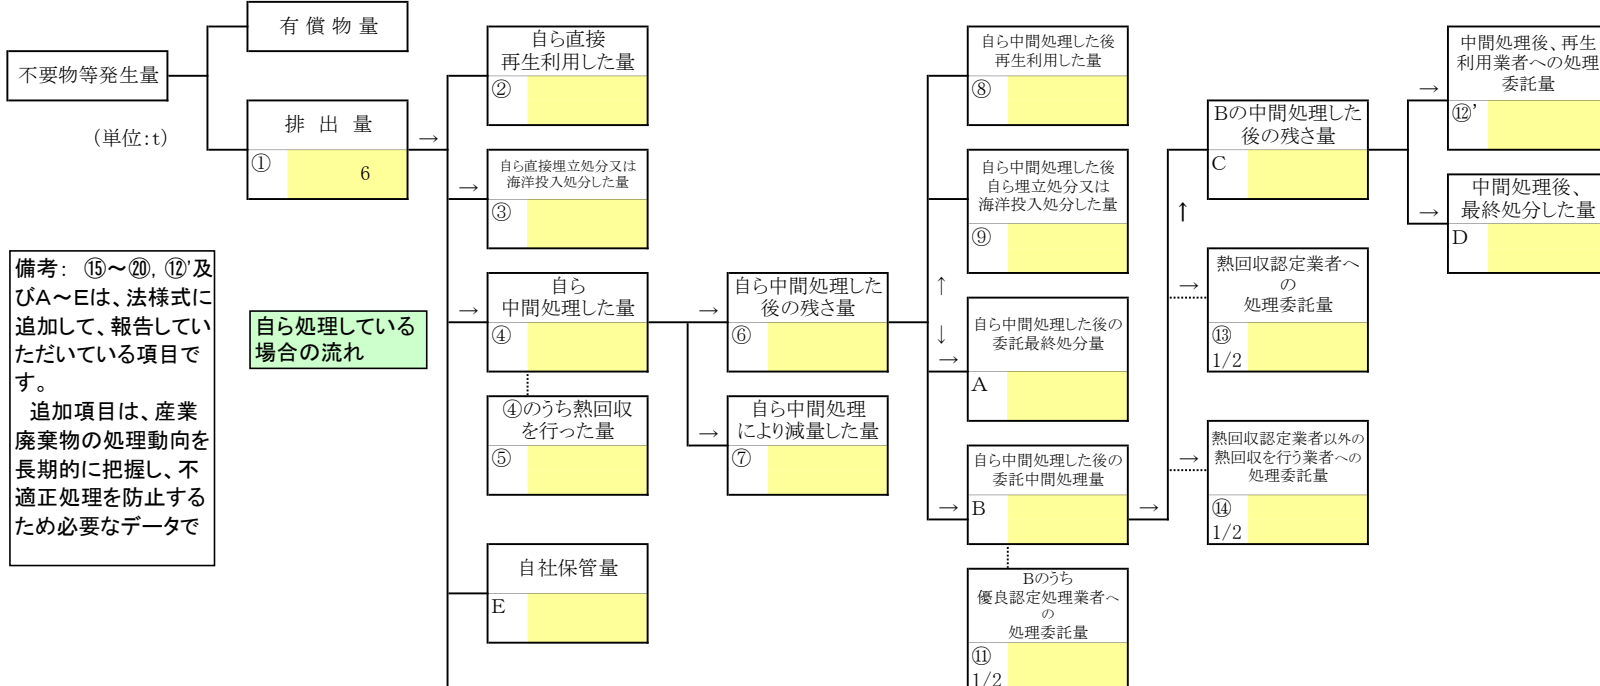 有 償 物 量
不要物等発生量
(単位:t)
排 出 量
→
①
6
備考: ⑮～⑳, ⑫'及
びA～Eは、法様式に
追加して、報告してい
ただいている項目で
す。
追加項目は、産業
廃棄物の処理動向を
長期的に把握し、不
適正処理を防止する
ため必要なデータで
自ら処理している
場合の流れ
自ら直接
再生利用した量
②
→
自ら直接埋立処分又は
海洋投入処分した量
③
→
自ら
中間処理した量
④
④のうち熱回収
を行った量
⑤
自社保管量
E
→
自ら中間処理した
後の残さ量
⑥
→
自ら中間処理
により減量した量
⑦
自ら中間処理した後
再生利用した量
⑧
自ら中間処理した後
自ら埋立処分又は
海洋投入処分した量
⑨
↑
↓
→
自ら中間処理した後の
委託最終処分量
A
→
自ら中間処理した後の
委託中間処理量
B
→
Bのうち
優良認定処理業者へ
の
処理委託量
⑪
1/2
Bの中間処理した
後の残さ量
C
↑
→
熱回収認定業者へ
の
処理委託量
⑬
1/2
→
熱回収認定業者以外の
熱回収を行う業者への
処理委託量
⑭
1/2
→
中間処理後、再生
利用業者への処理
委託量
⑫'
→
中間処理後、
最終処分した量
D